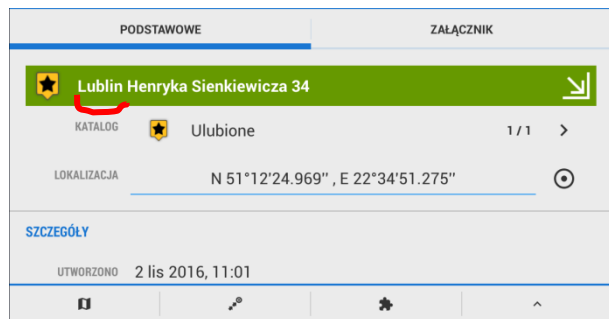 PODSTAWOWE ZAŁĄCZNIK
Lublin Henryka Sienkiewicza 34
KATALOG Ulubione 1/1
LOKALIZACJA N 51°12'24.969'' , E 22°34'51.275''
SZCZEGÓŁY
UTWORZONO 2 lis 2016, 11:01